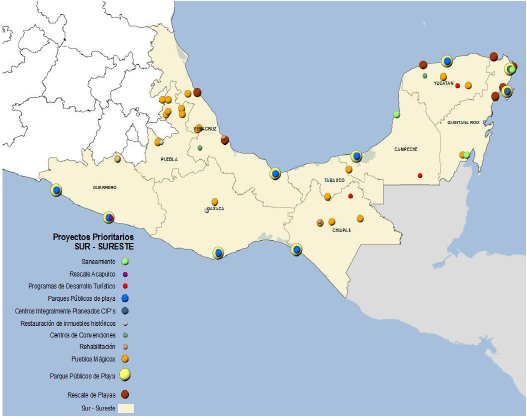 YUCATAN
QUINTANA ROO
CAMPECHE
VERACRUZ
PUEBLA
TABASCO
GUERRERO
OAXACA
CHIAPAS
Proyectos Prioritarios
SUR - SURESTE
Saneamiento
Rescate Acapulco
Programas de Desarrollo Turístico
Parques Públicos de playa
Centros Integralmente Planeados CIP's
Restauración de inmuebles históricos
Centros de Convenciones
Rehabilitación
Pueblos Mágicos
Parque Públicos de Playa
Rescate de Playas
Sur - Sureste